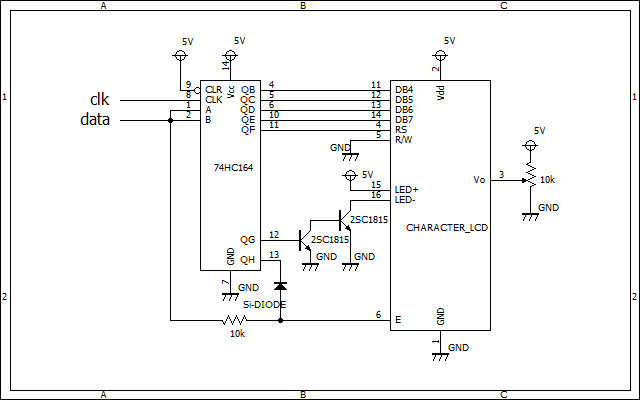 A B C
5V 5V 5V
14 2
9 CLR Vcc QB 4 11 DB4 Vdd
1 1
clk 8 CLK QC 5 12 DB5
1 A QD 6 13 DB6
data 2 B QE 10 14 DB7
QF 11 4 RS
5 R/W
5V
GND
74HC164
5V
Vo 3 10k
15 LED+
16 LED-
GND
2SC1815
CHARACTER_LCD
QG 12 2SC1815
GND QH 13 GND GND
7 GND
2 2
Si-DIODE
6 E GND
10k
1 GND
A B C